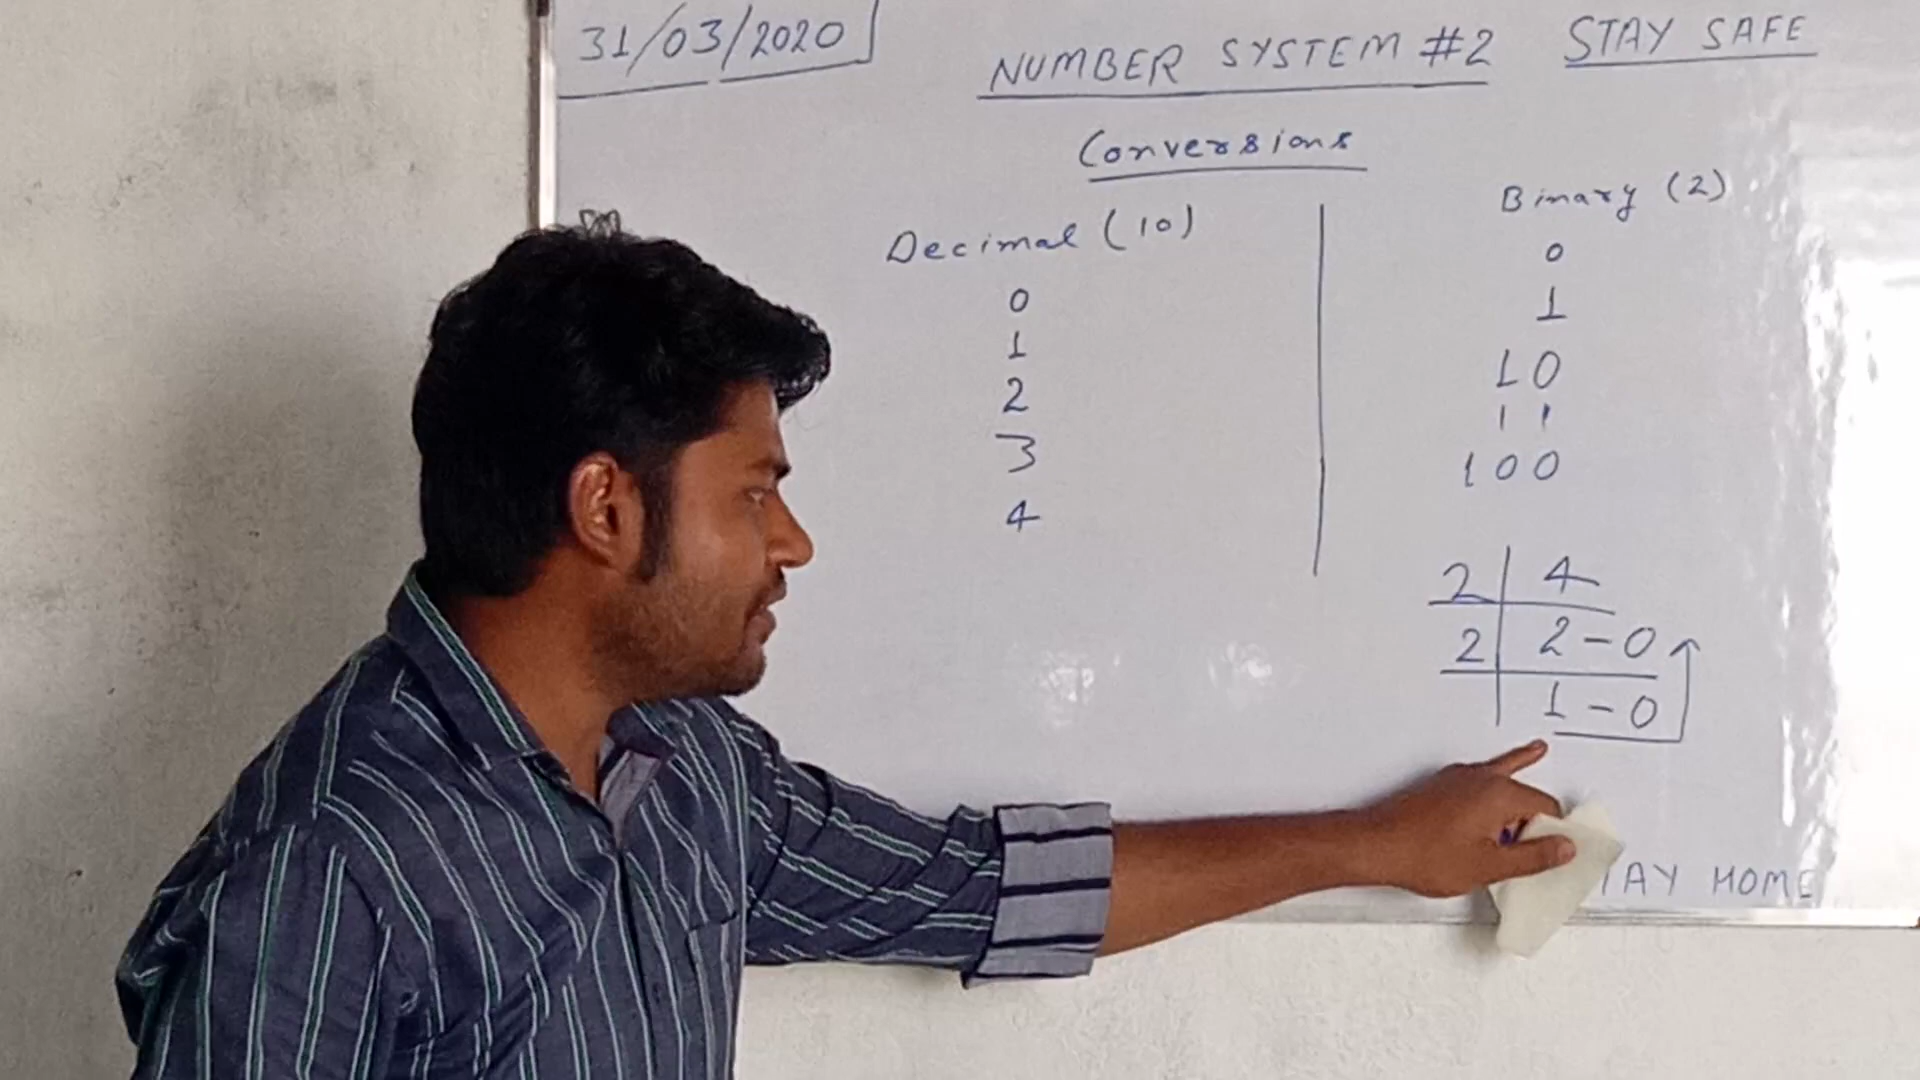 31/03/2020
NUMBER SYSTEM #2
STAY SAFE
Conversions
Decimal (10)
0
1
2
3
4
Binary (2)
0
1
10
11
100
2 4
2 2 - 0
1 - 0
HOME